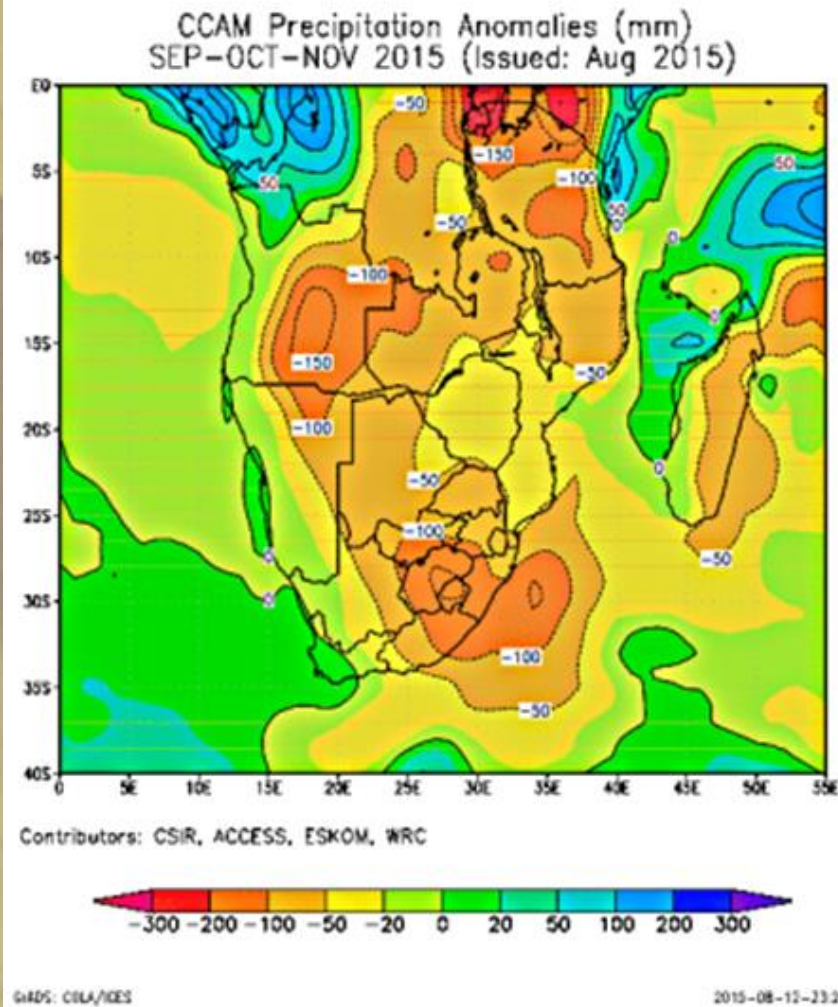 CCAM Precipitation Anomalies (mm)
SEP-OCT-NOV 2015 (Issued: Aug 2015)
EQ
5S
10S
15S
20S
25S
30S
35S
40S
-50
-150
-100
50
50
50
0
-50
0
-100
0
-150
-50
-100
0
-50
-100
-50
0
0
-100
-50
0 5E 10E 15E 20E 25E 30E 35E 40E 45E 50E 55E
Contributors: CSIR, ACCESS, ESKOM, WRC
-300 -200 -100 -50 -20 0 20 50 100 200 300
GrADS: COLA/IGES